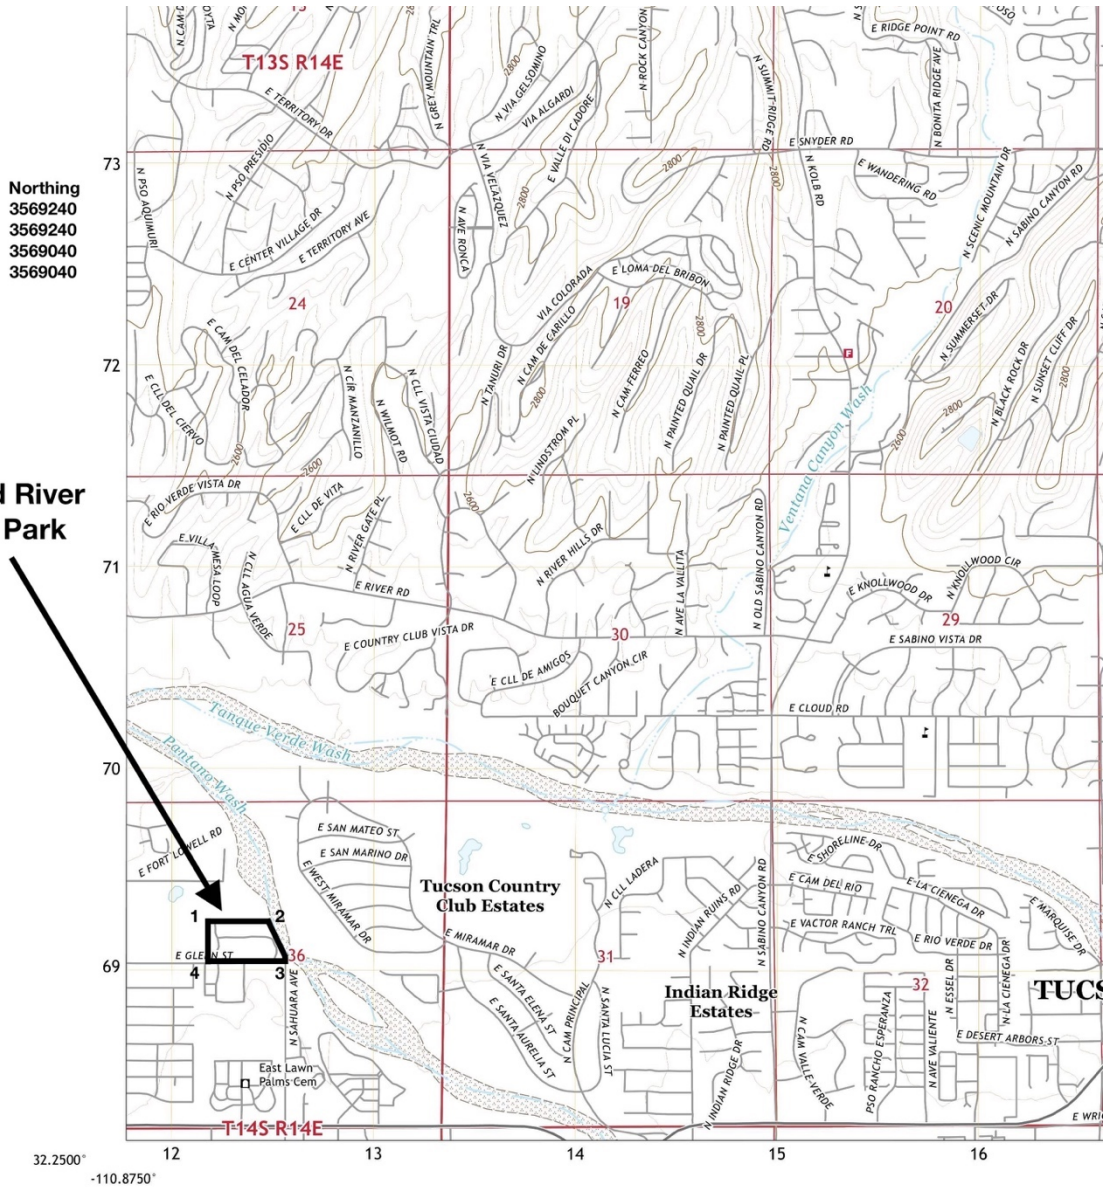 T13S R14E
N GREY MOUNTAIN TRL
N VIA GELSOMINO
2800
VIA ALGARDI
E VALLE DI CADORE
N ROCK CANYON
N SUMMIT RIDGE RD
E RIDGE POINT RD
N BONITA RIDGE AVE
E TERRITORY DR
N PSO PRESIDIO
N VIA VELAZQUEZ
2800
E SNYDER RD
73
N PSO AQUIMURI
2800
2800
N KOLB RD
E WANDERING RD
N SCENIC MOUNTAIN DR
N SABINO CANYON RD
Northing
3569240
3569240
3569040
3569040
E CENTER VILLAGE DR
E TERRITORY AVE
N AVE RONCA
VIA COLORADA
E LOMA DEL BRIBON
24
19
20
N CAM DE CARILLO
2800
N SUMMERSET DR
F
72
E CAM DEL CELADOR
E CLL DEL CIERVO
N CIR MANZANILLO
N WILMOT RD
N CLL VISTA CIUDAD
N TANURI DR
2800
N CAM FERREO
N PAINTED QUAIL DR
N PAINTED QUAIL PL
N BLACK ROCK DR
N SUNSET CLIFF DR
2800
2800
2600
2600
N LINDSTROM PL
Ventana Canyon Wash
2600
d River
Park
E RIO VERDE VISTA DR
E CLL DE VITA
N RIVER GATE PL
2600
E VILLA MESA LOOP
N CLL AGUA VERDE
N RIVER HILLS DR
N AVE LA VALLITA
N OLD SABINO CANYON RD
71
E RIVER RD
E KNOLLWOOD DR
N KNOLLWOOD CIR
25
E COUNTRY CLUB VISTA DR
30
29
E SABINO VISTA DR
E CLL DE AMIGOS
BOUQUET CANYON CIR
E CLOUD RD
Tanque Verde Wash
Pantano Wash
70
E FORT LOWELL RD
E SAN MATEO ST
E SAN MARINO DR
E WEST MIRAMAR DR
Tucson Country
Club Estates
N CLL LADERA
N INDIAN RUINS RD
N SABINO CANYON RD
E SHORELINE DR
E CAM DEL RIO
E LA CIENEGA DR
E MARQUISE DR
1
2
E VACTOR RANCH TRL
E RIO VERDE DR
E MIRAMAR DR
E GLENN ST
36
31
69
4
3
32
Indian Ridge
Estates
TUCS
N SAHUARA AVE
E SANTA ELENA ST
E SANTA AURELIA ST
N CAM PRINCIPAL
N SANTA LUCIA ST
N INDIAN RIDGE DR
N CAM VALLE VERDE
PSO RANCHO ESPERANZA
N AVE VALIENTE
N ESSEL DR
N LA CIENEGA DR
E DESERT ARBORS ST
East Lawn
Palms Cem
T14S R14E
E WRI
12
13
14
15
16
32.2500°
-110.8750°